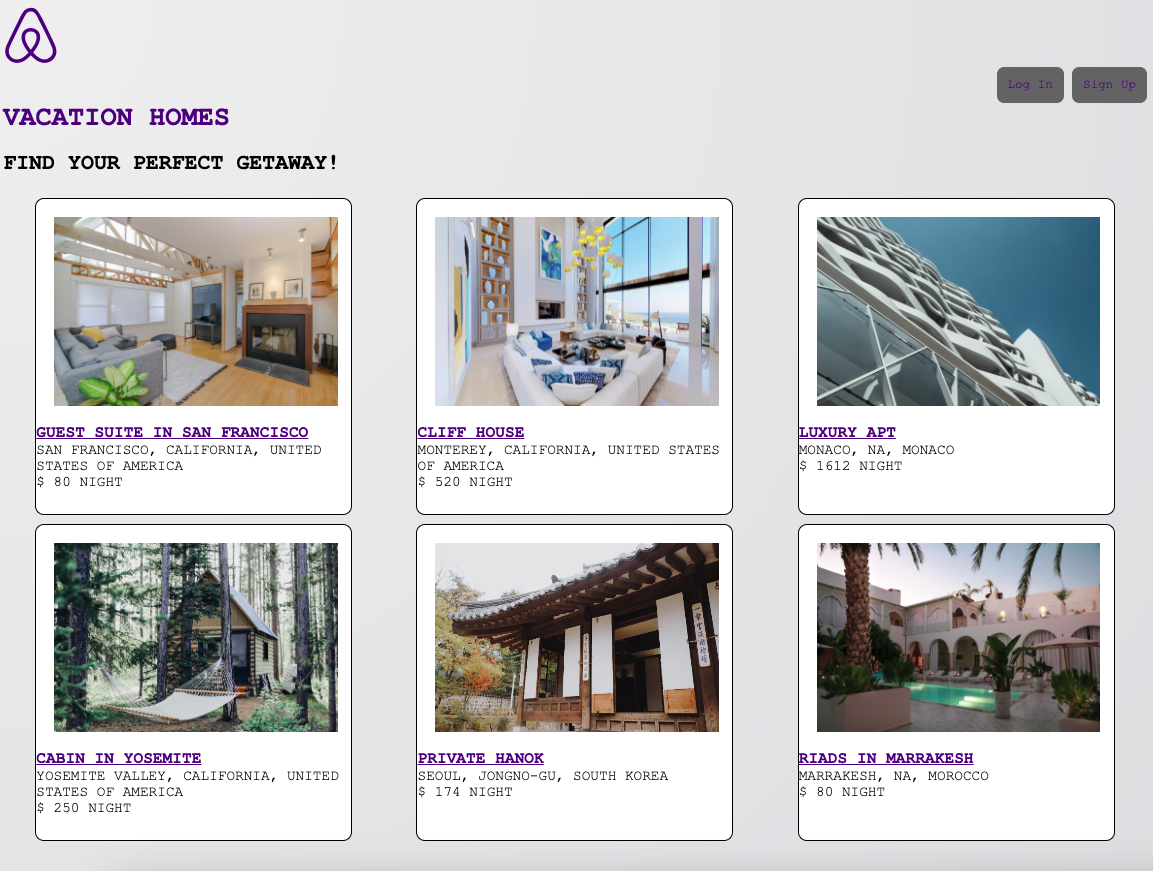 Log In Sign Up
VACATION HOMES
FIND YOUR PERFECT GETAWAY!
GUEST SUITE IN SAN FRANCISCO
SAN FRANCISCO, CALIFORNIA, UNITED
STATES OF AMERICA
$ 80 NIGHT
CLIFF HOUSE
MONTEREY, CALIFORNIA, UNITED STATES
OF AMERICA
$ 520 NIGHT
LUXURY APT
MONACO, NA, MONACO
$ 1612 NIGHT
CABIN IN YOSEMITE
YOSEMITE VALLEY, CALIFORNIA, UNITED
STATES OF AMERICA
$ 250 NIGHT
PRIVATE HANOK
SEOUL, JONGNO-GU, SOUTH KOREA
$ 174 NIGHT
RIADS IN MARRAKESH
MARRAKESH, NA, MOROCCO
$ 80 NIGHT